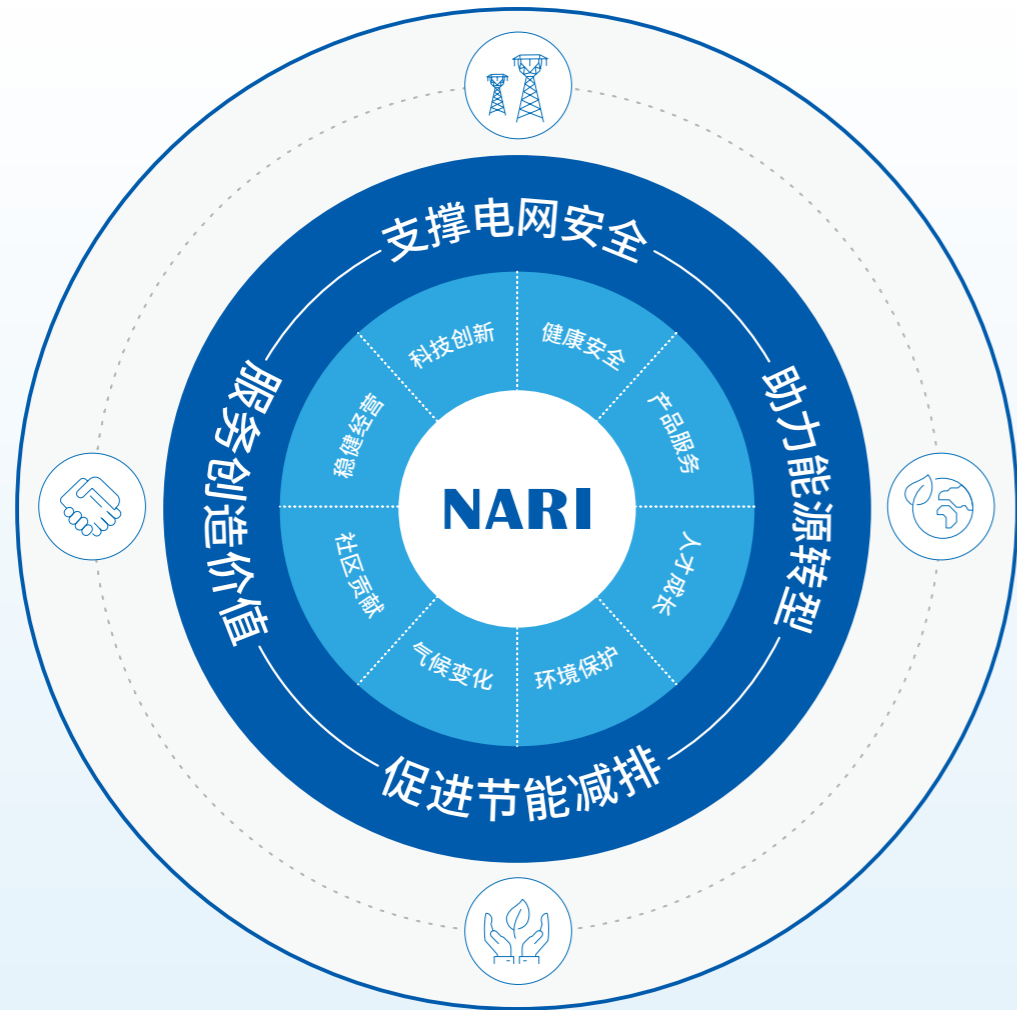 支撑电网安全
助力能源转型
促进节能减排
服务创造价值
健康安全
产品服务
人才成长
环境保护
气候变化
社区贡献
稳健经营
科技创新
NARI